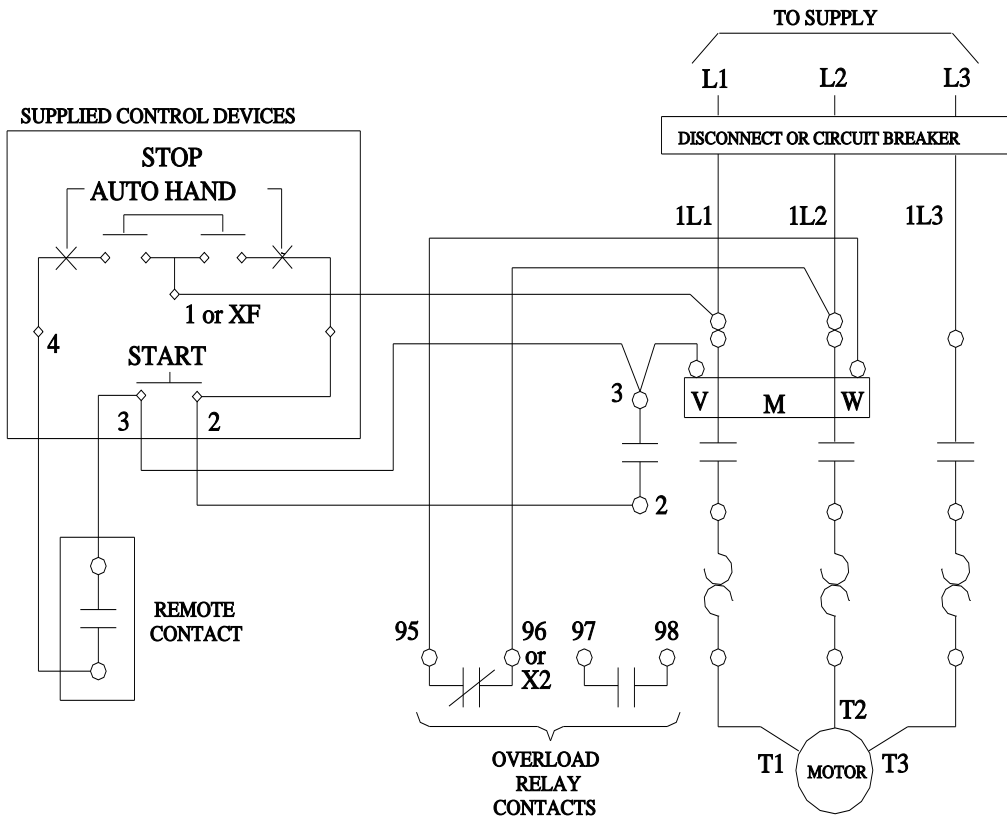 TO SUPPLY
L1 L2 L3
SUPPLIED CONTROL DEVICES
DISCONNECT OR CIRCUIT BREAKER
STOP
AUTO HAND
1L1 1L2 1L3
1 or XF
4
START
3 2
3
V M W
2
REMOTE
CONTACT
95 96 97 98
or
X2
T2
T1 MOTOR T3
OVERLOAD
RELAY
CONTACTS